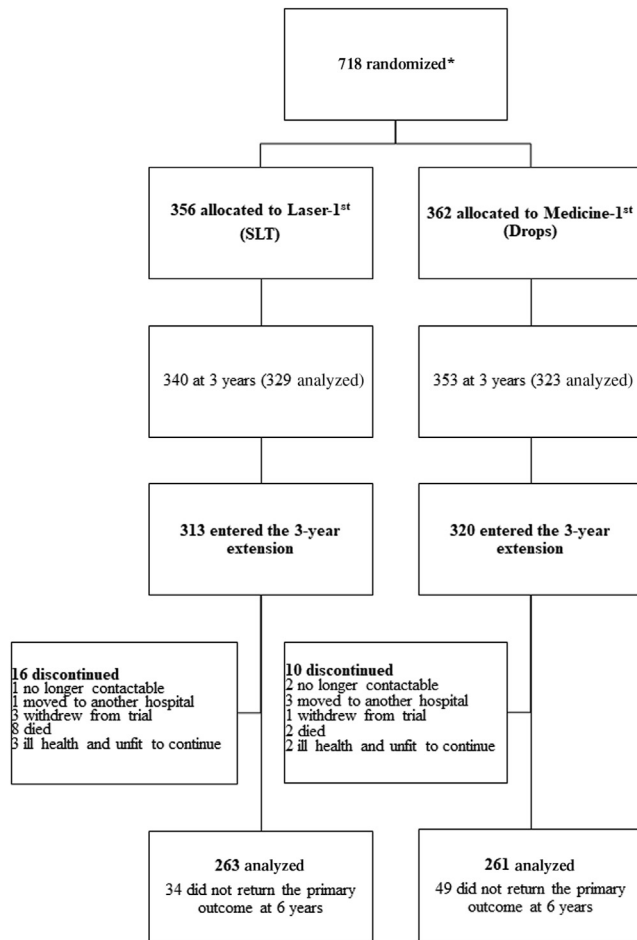 718 randomized*
356 allocated to Laser-1st
(SLT)
362 allocated to Medicine-1st
(Drops)
340 at 3 years (329 analyzed)
353 at 3 years (323 analyzed)
313 entered the 3-year
extension
320 entered the 3-year
extension
16 discontinued
1 no longer contactable
1 moved to another hospital
3 withdrew from trial
8 died
3 ill health and unfit to continue
10 discontinued
2 no longer contactable
3 moved to another hospital
1 withdrew from trial
2 died
2 ill health and unfit to continue
263 analyzed
34 did not return the primary
outcome at 6 years
261 analyzed
49 did not return the primary
outcome at 6 years